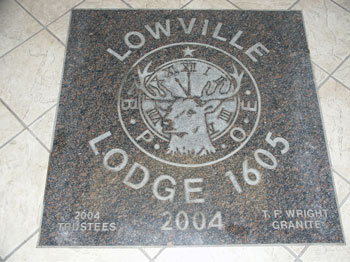 LOWVILLE
B. P. O. E.
LODGE 1605
2004
TRUSTEES
2004
T. P. WRIGHT
GRANITE